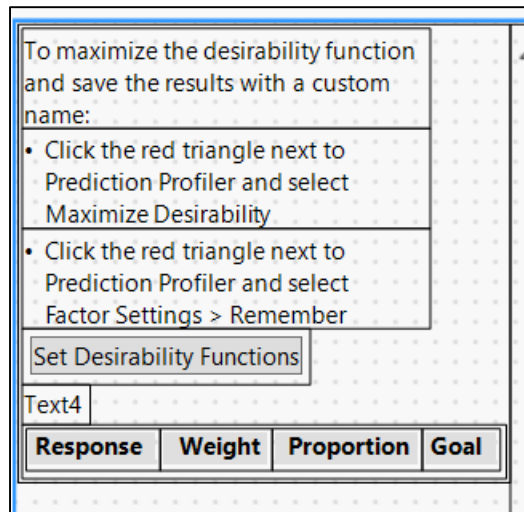 To maximize the desirability function
and save the results with a custom
name:
• Click the red triangle next to
Prediction Profiler and select
Maximize Desirability
• Click the red triangle next to
Prediction Profiler and select
Factor Settings > Remember
Set Desirability Functions
Text4
Response Weight Proportion Goal